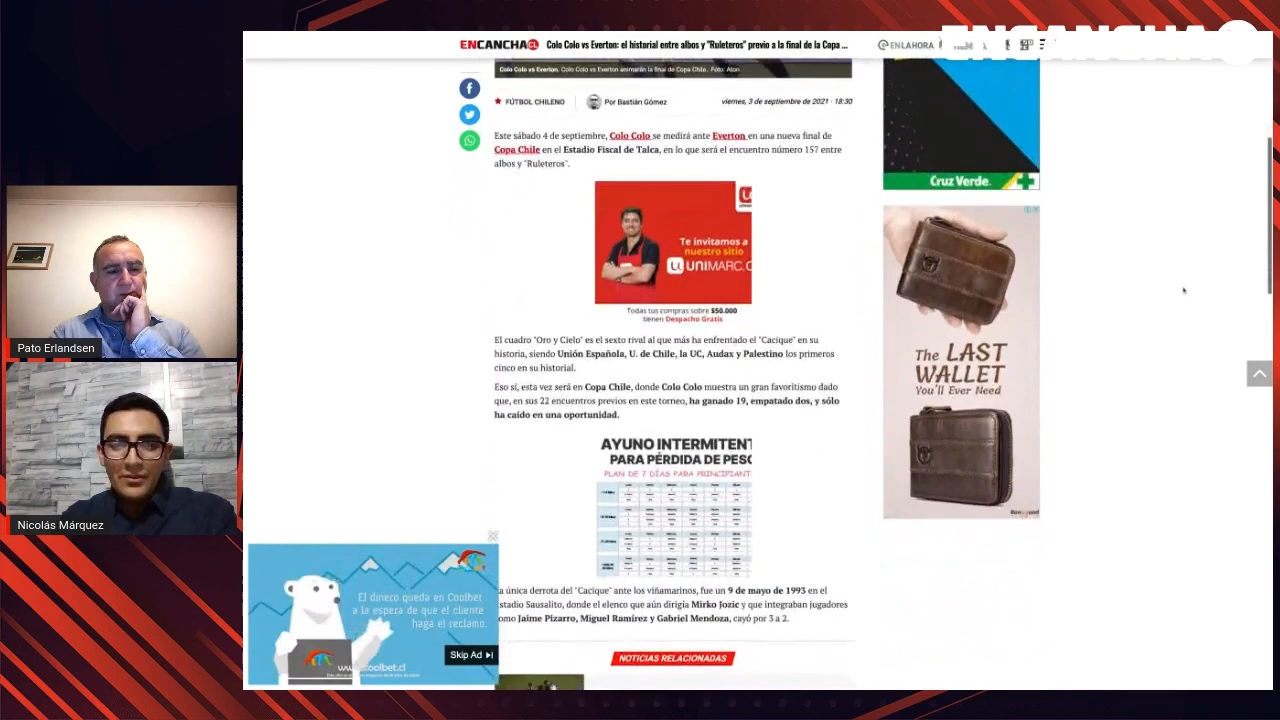 ENCANCHA
ENCANCHA CL
Colo Colo vs Everton: el historial entre albos y "Ruleteros" previo a la final de la Copa ...
ENLAHORA
Colo Colo vs Everton. Colo Colo vs Everton animarán la final de Copa Chile. Foto: Aton
FÚTBOL CHILENO
Por Bastián Gómez
viernes, 3 de septiembre de 2021 · 18:30
Este sábado 4 de septiembre, Colo Colo se medirá ante Everton en una nueva final de
Copa Chile en el Estadio Fiscal de Talca, en lo que será el encuentro número 157 entre
albos y "Ruleteros".
Cruz Verde.
Te invitamos a
nuestro sitio
UNIMARC.C
Todas tus compras sobre $50.000
tienen Despacho Gratis
El cuadro "Oro y Cielo" es el sexto rival al que más ha enfrentado el "Cacique" en su
historia, siendo Unión Española, U. de Chile, la UC, Audax y Palestino los primeros
cinco en su historial.
Eso sí, esta vez será en Copa Chile, donde Colo Colo muestra un gran favoritismo dado
que, en sus 22 encuentros previos en este torneo, ha ganado 19, empatado dos, y sólo
ha caído en una oportunidad.
The LAST
WALLET
You'll Ever Need
AYUNO INTERMITENT
PARA PÉRDIDA DE PESO
PLAN DE 7 DÍAS PARA PRINCIPIANT
a única derrota del "Cacique" ante los viñamarinos, fue un 9 de mayo de 1993 en el
stadio Sausalito, donde el elenco que aún dirigía Mirko Jozic y que integraban jugadores
omo Jaime Pizarro, Miguel Ramírez y Gabriel Mendoza, cayó por 3 a 2.
NOTICIAS RELACIONADAS
El dinero queda en Coolbet
a la espera de que el cliente
haga el reclamo.
www.coolbet.cl
Skip Ad
Pato Erlandsen
Nicolás Márquez